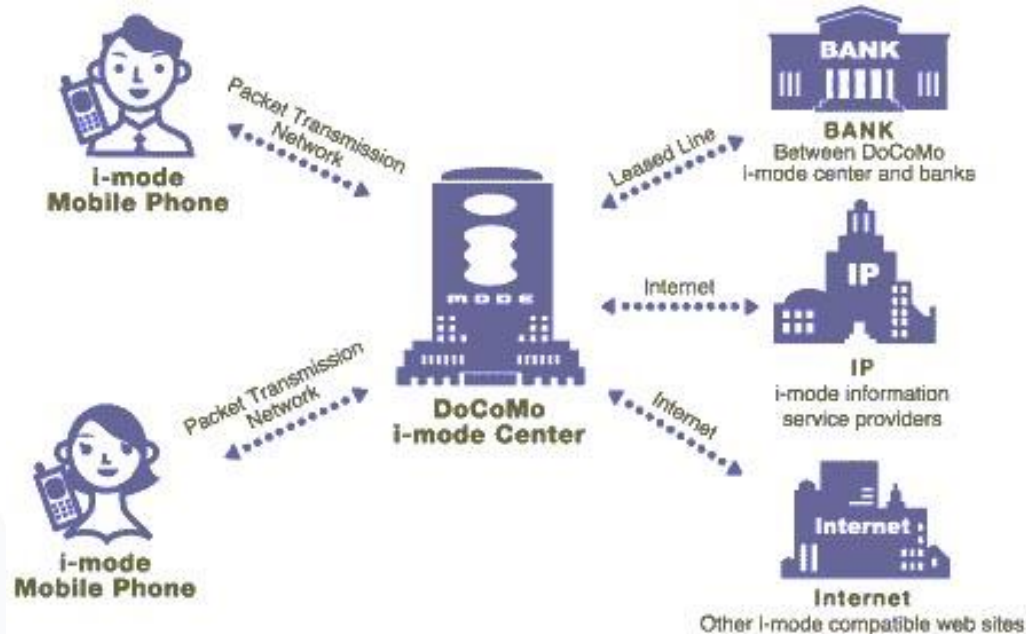 i-mode
Mobile Phone
Packet Transmission
Network
i-mode
Mobile Phone
Packet Transmission
Network
MODE
DoCoMo
i-mode Center
Leased Line
BANK
BANK
Between DoCoMo
i-mode center and banks
Internet
IP
IP
i-mode information
service providers
Internet
Internet
Internet
Other i-mode compatible web sites